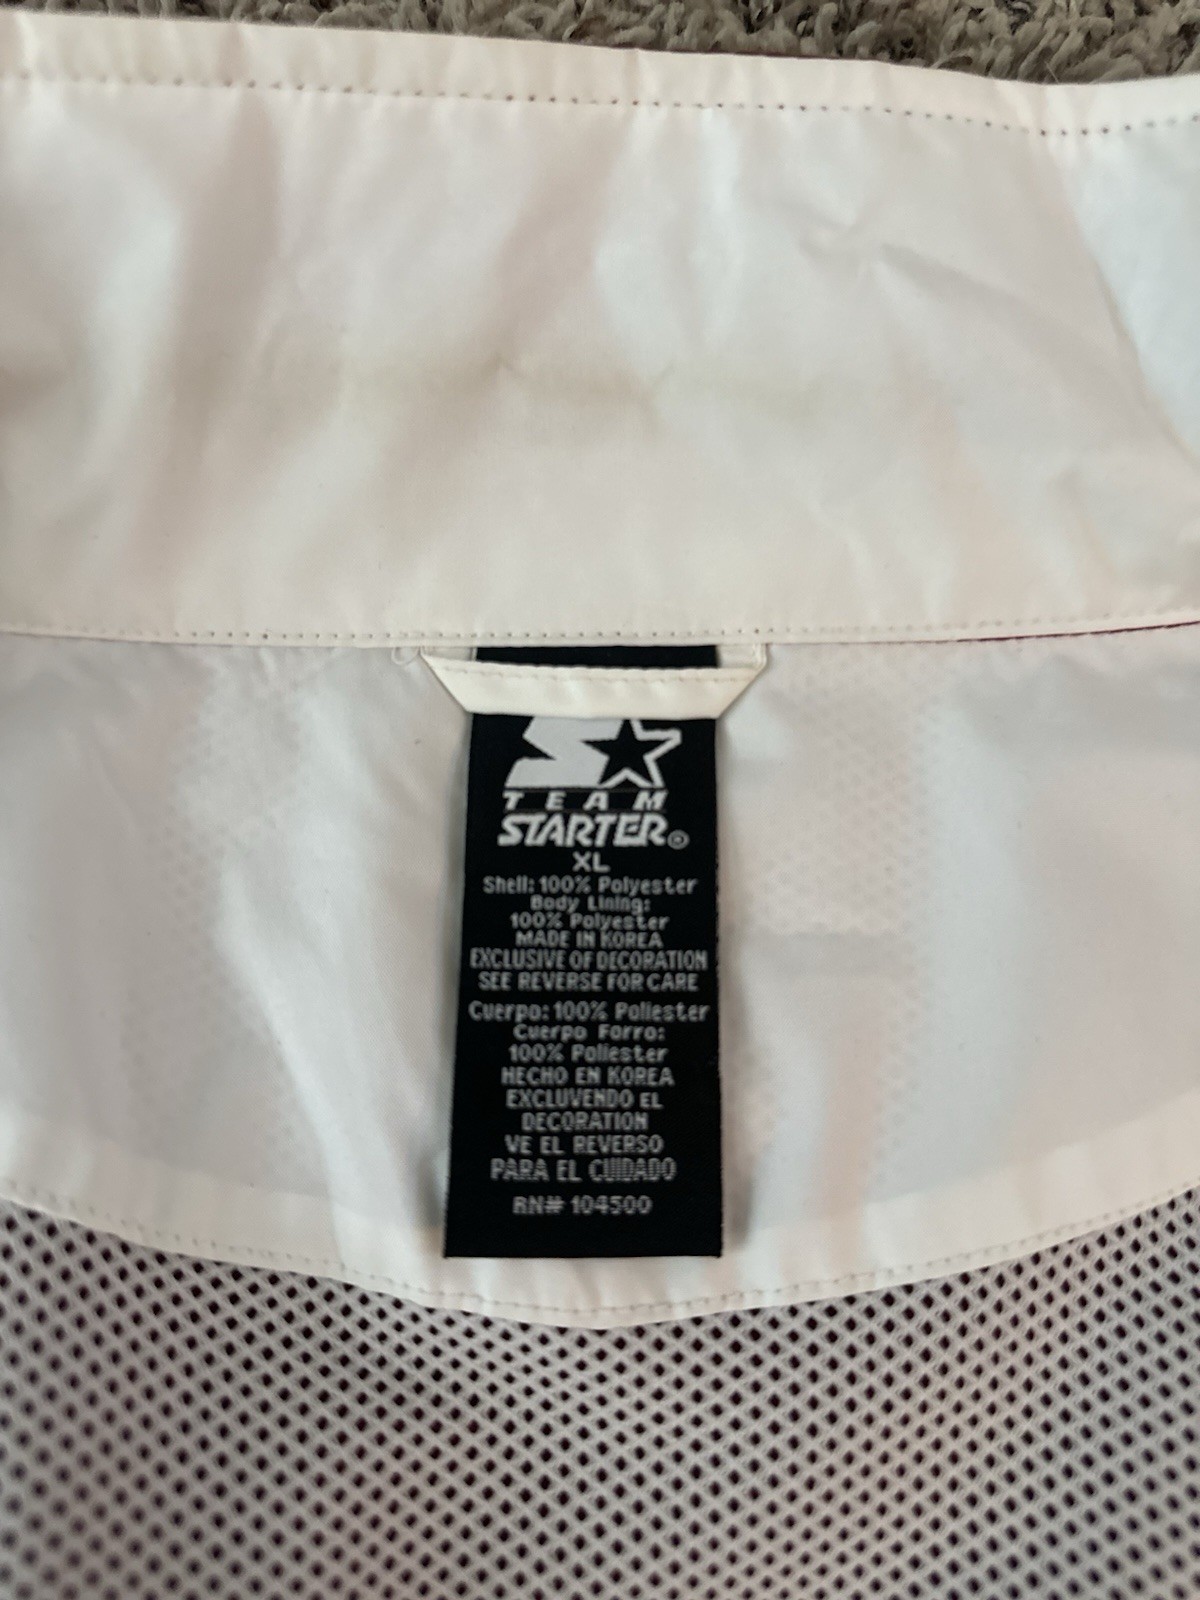 TEAM
STARTER®
XL
Shell: 100% Polyester
Body Lining:
100% Polyester
MADE IN KOREA
EXCLUSIVE OF DECORATION
SEE REVERSE FOR CARE
Cuerpo: 100% Poliester
Cuerpo Forro:
100% Poliester
HECHO EN KOREA
EXCLUVENDO EL
DECORATION
VE EL REVERSO
PARA EL CUIDADO
RN# 104500